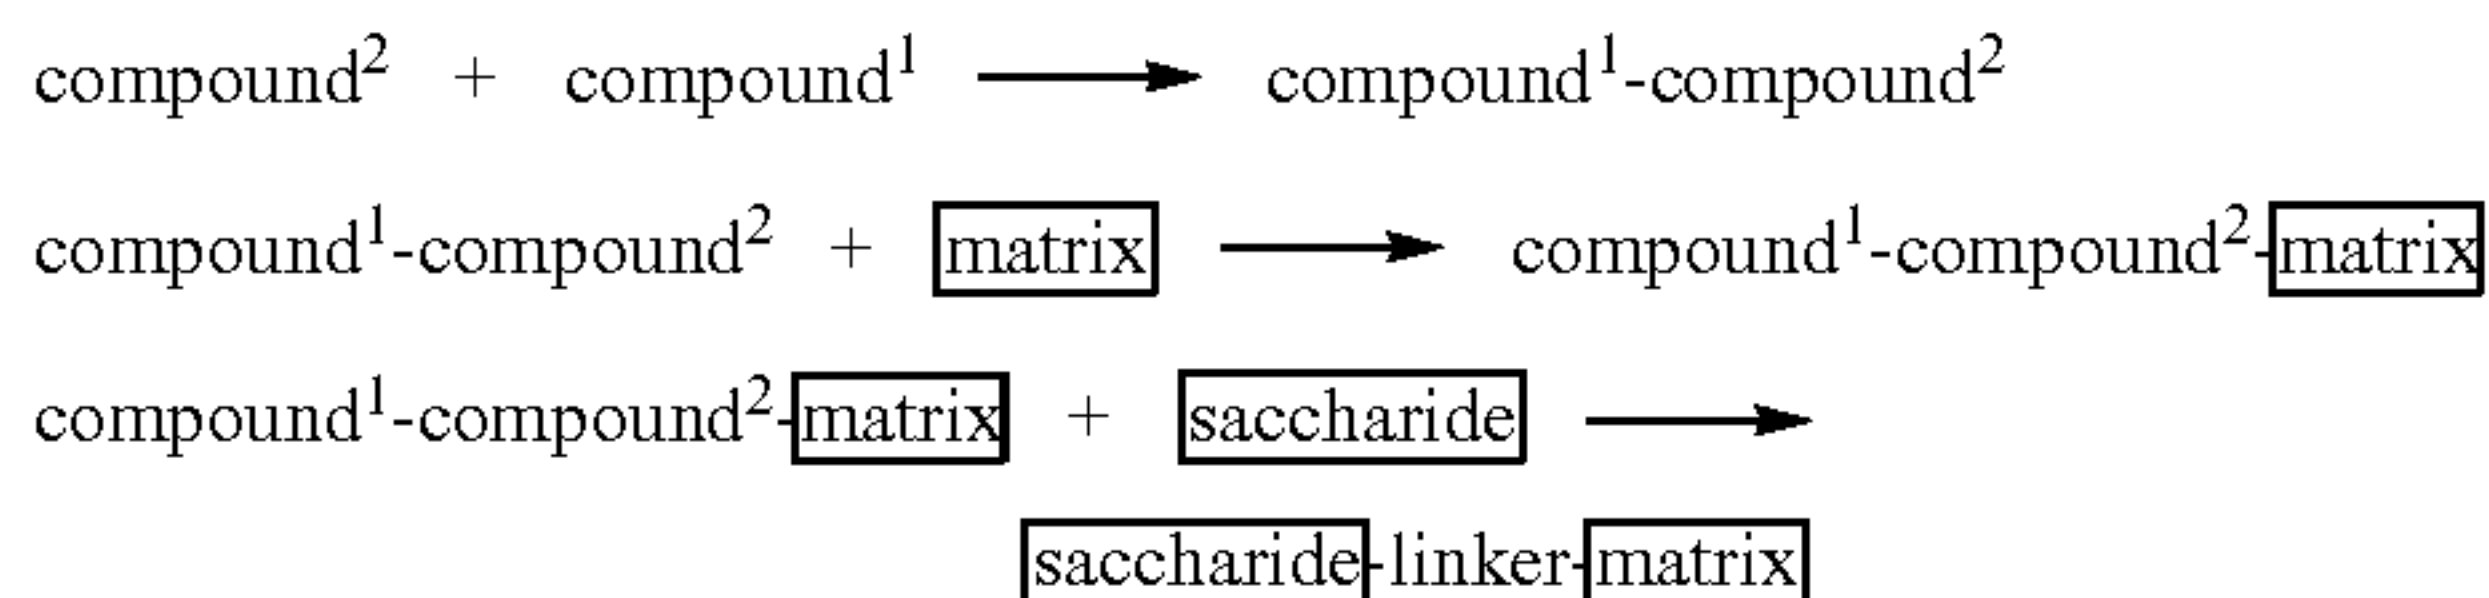 compound² + compound¹ ⟶ compound¹-compound²
compound¹-compound² + matrix ⟶ compound¹-compound²-matrix
compound¹-compound²-matrix + saccharide ⟶
saccharide-linker-matrix